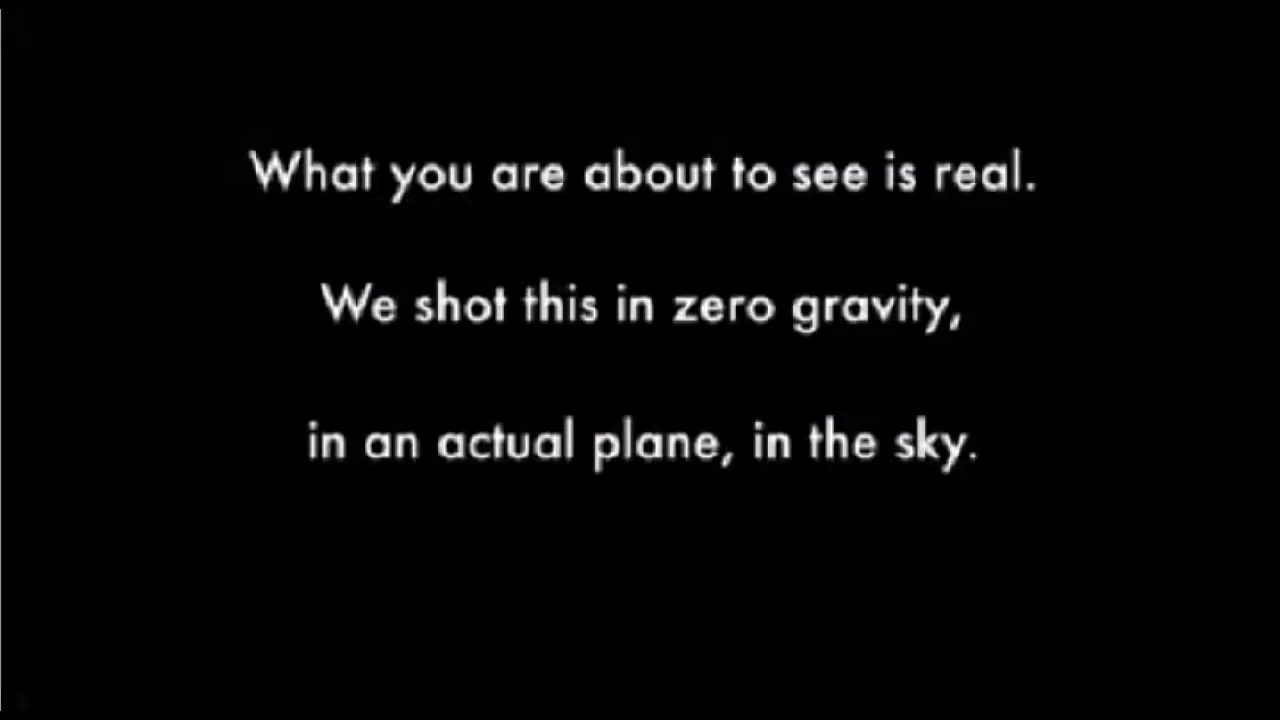 What you are about to see is real.
We shot this in zero gravity,
in an actual plane, in the sky.